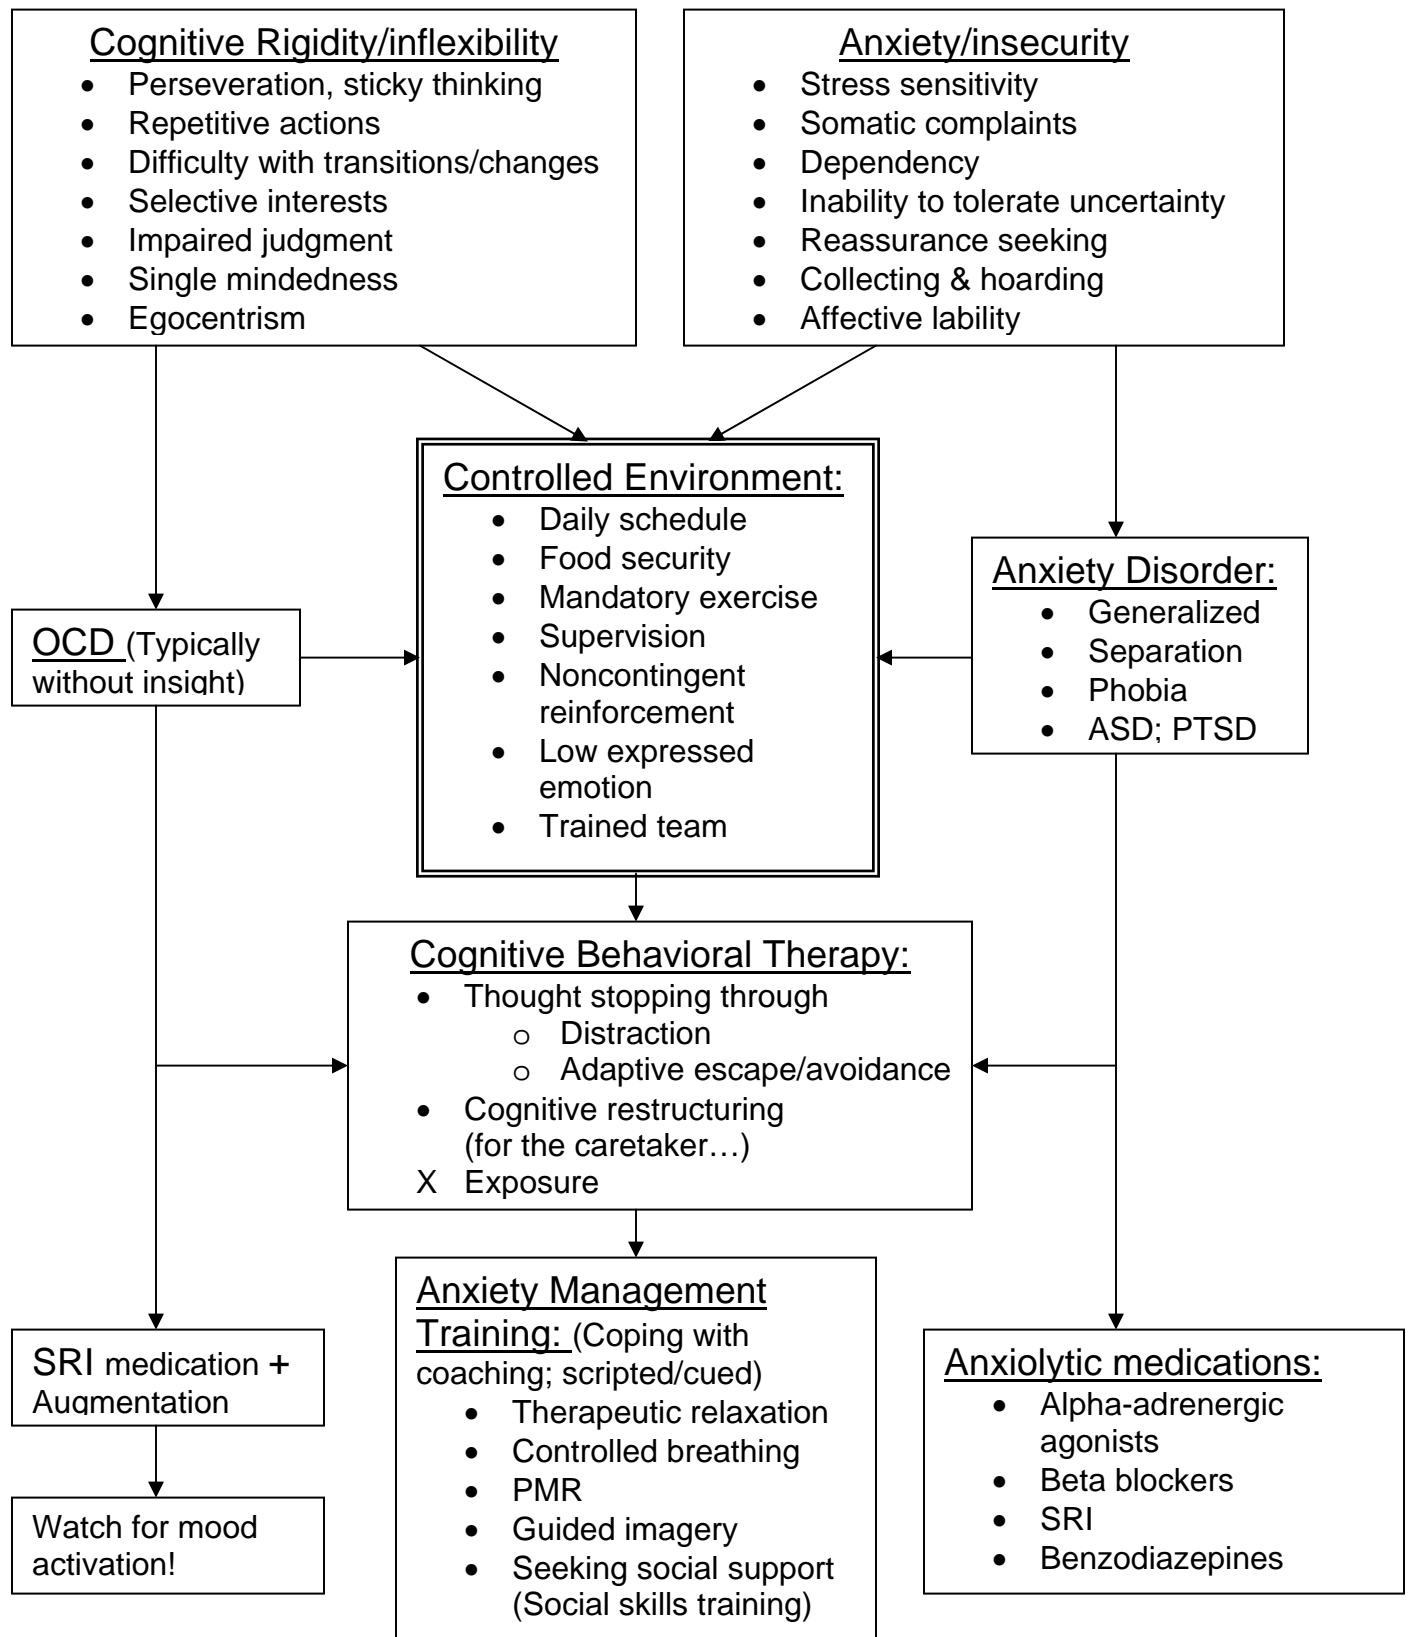 Cognitive Rigidity/inflexibility
• Perseveration, sticky thinking
• Repetitive actions
• Difficulty with transitions/changes
• Selective interests
• Impaired judgment
• Single mindedness
• Egocentrism
Anxiety/insecurity
• Stress sensitivity
• Somatic complaints
• Dependency
• Inability to tolerate uncertainty
• Reassurance seeking
• Collecting & hoarding
• Affective lability
Controlled Environment:
• Daily schedule
• Food security
• Mandatory exercise
• Supervision
• Noncontingent
reinforcement
• Low expressed
emotion
• Trained team
OCD (Typically
without insight)
Anxiety Disorder:
• Generalized
• Separation
• Phobia
• ASD; PTSD
Cognitive Behavioral Therapy:
• Thought stopping through
o Distraction
o Adaptive escape/avoidance
• Cognitive restructuring
(for the caretaker…)
X Exposure
SRI medication +
Augmentation
Watch for mood
activation!
Anxiety Management
Training: (Coping with
coaching; scripted/cued)
• Therapeutic relaxation
• Controlled breathing
• PMR
• Guided imagery
• Seeking social support
(Social skills training)
Anxiolytic medications:
• Alpha-adrenergic
agonists
• Beta blockers
• SRI
• Benzodiazepines